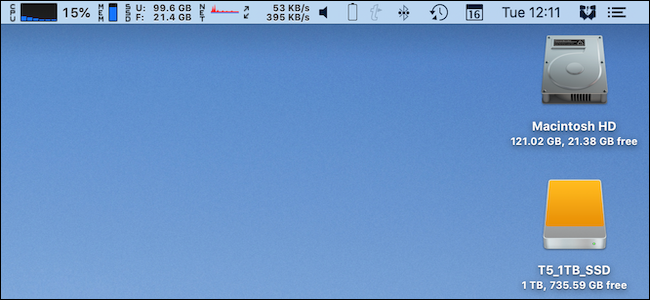 CPU 15% MEM SSD U: 99.6 GB NET 53 KB/s
F: 21.4 GB 395 KB/s
16 Tue 12:11
Macintosh HD
121.02 GB, 21.38 GB free
T5_1TB_SSD
1 TB, 735.59 GB free